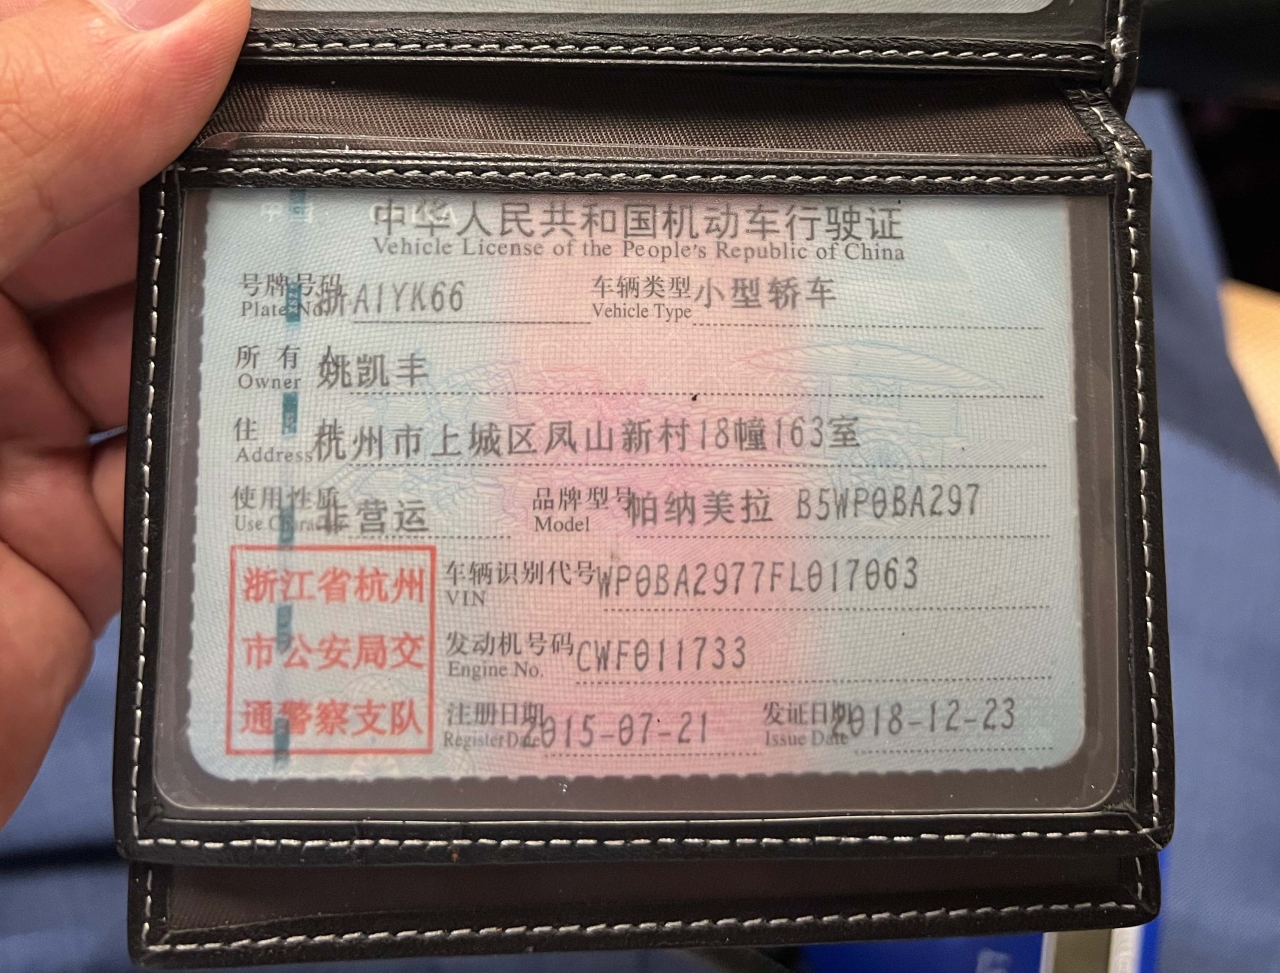 中华人民共和国机动车行驶证
Vehicle License of the People's Republic of China
号牌号码 浙A1YK66 车辆类型 小型轿车
Plate No. Vehicle Type
所有人 姚凯丰
Owner
住址 杭州市上城区凤山新村18幢163室
Address
使用性质 非营运 品牌型号 帕纳美拉 B5WP0BA297
Use Character Model
浙江省杭州
市公安局交
通警察支队
车辆识别代号 WP0BA2977FL017063
VIN
发动机号码 CWF011733
Engine No.
注册日期 2015-07-21 发证日期 2018-12-23
Register Date Issue Date